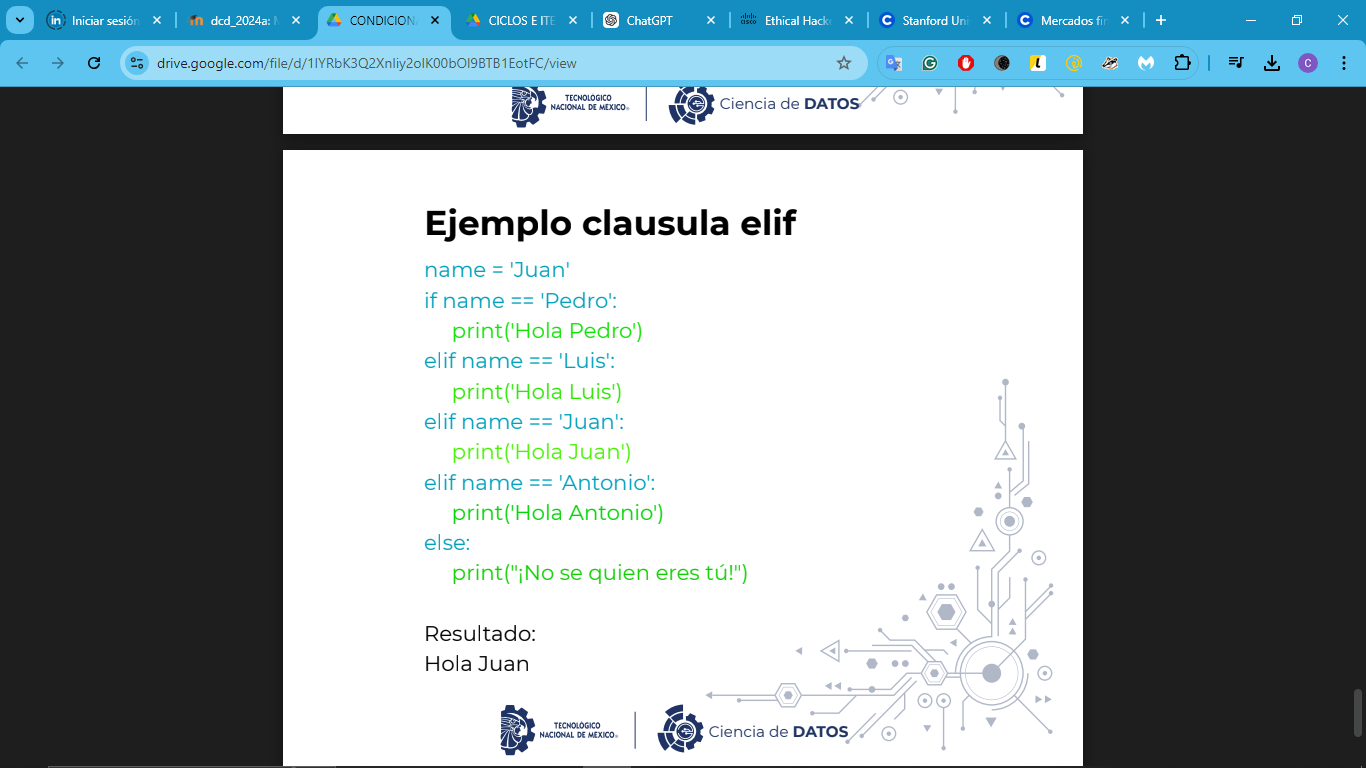 Iniciar sesión
dcd_2024a: M
CONDICION
CICLOS E ITE
ChatGPT
Ethical Hack
Stanford Uni
Mercados fin
drive.google.com/file/d/1lYRbK3Q2XnIiy2oIK00bOl9BTB1EotFC/view
C
TECNOLÓGICO
NACIONAL DE MÉXICO®
Ciencia de DATOS
Ejemplo clausula elif
name = 'Juan'
if name == 'Pedro':
print('Hola Pedro')
elif name == 'Luis':
print('Hola Luis')
elif name == 'Juan':
print('Hola Juan')
elif name == 'Antonio':
print('Hola Antonio')
else:
print("¡No se quien eres tú!")
Resultado:
Hola Juan
TECNOLÓGICO
NACIONAL DE MÉXICO®
Ciencia de DATOS